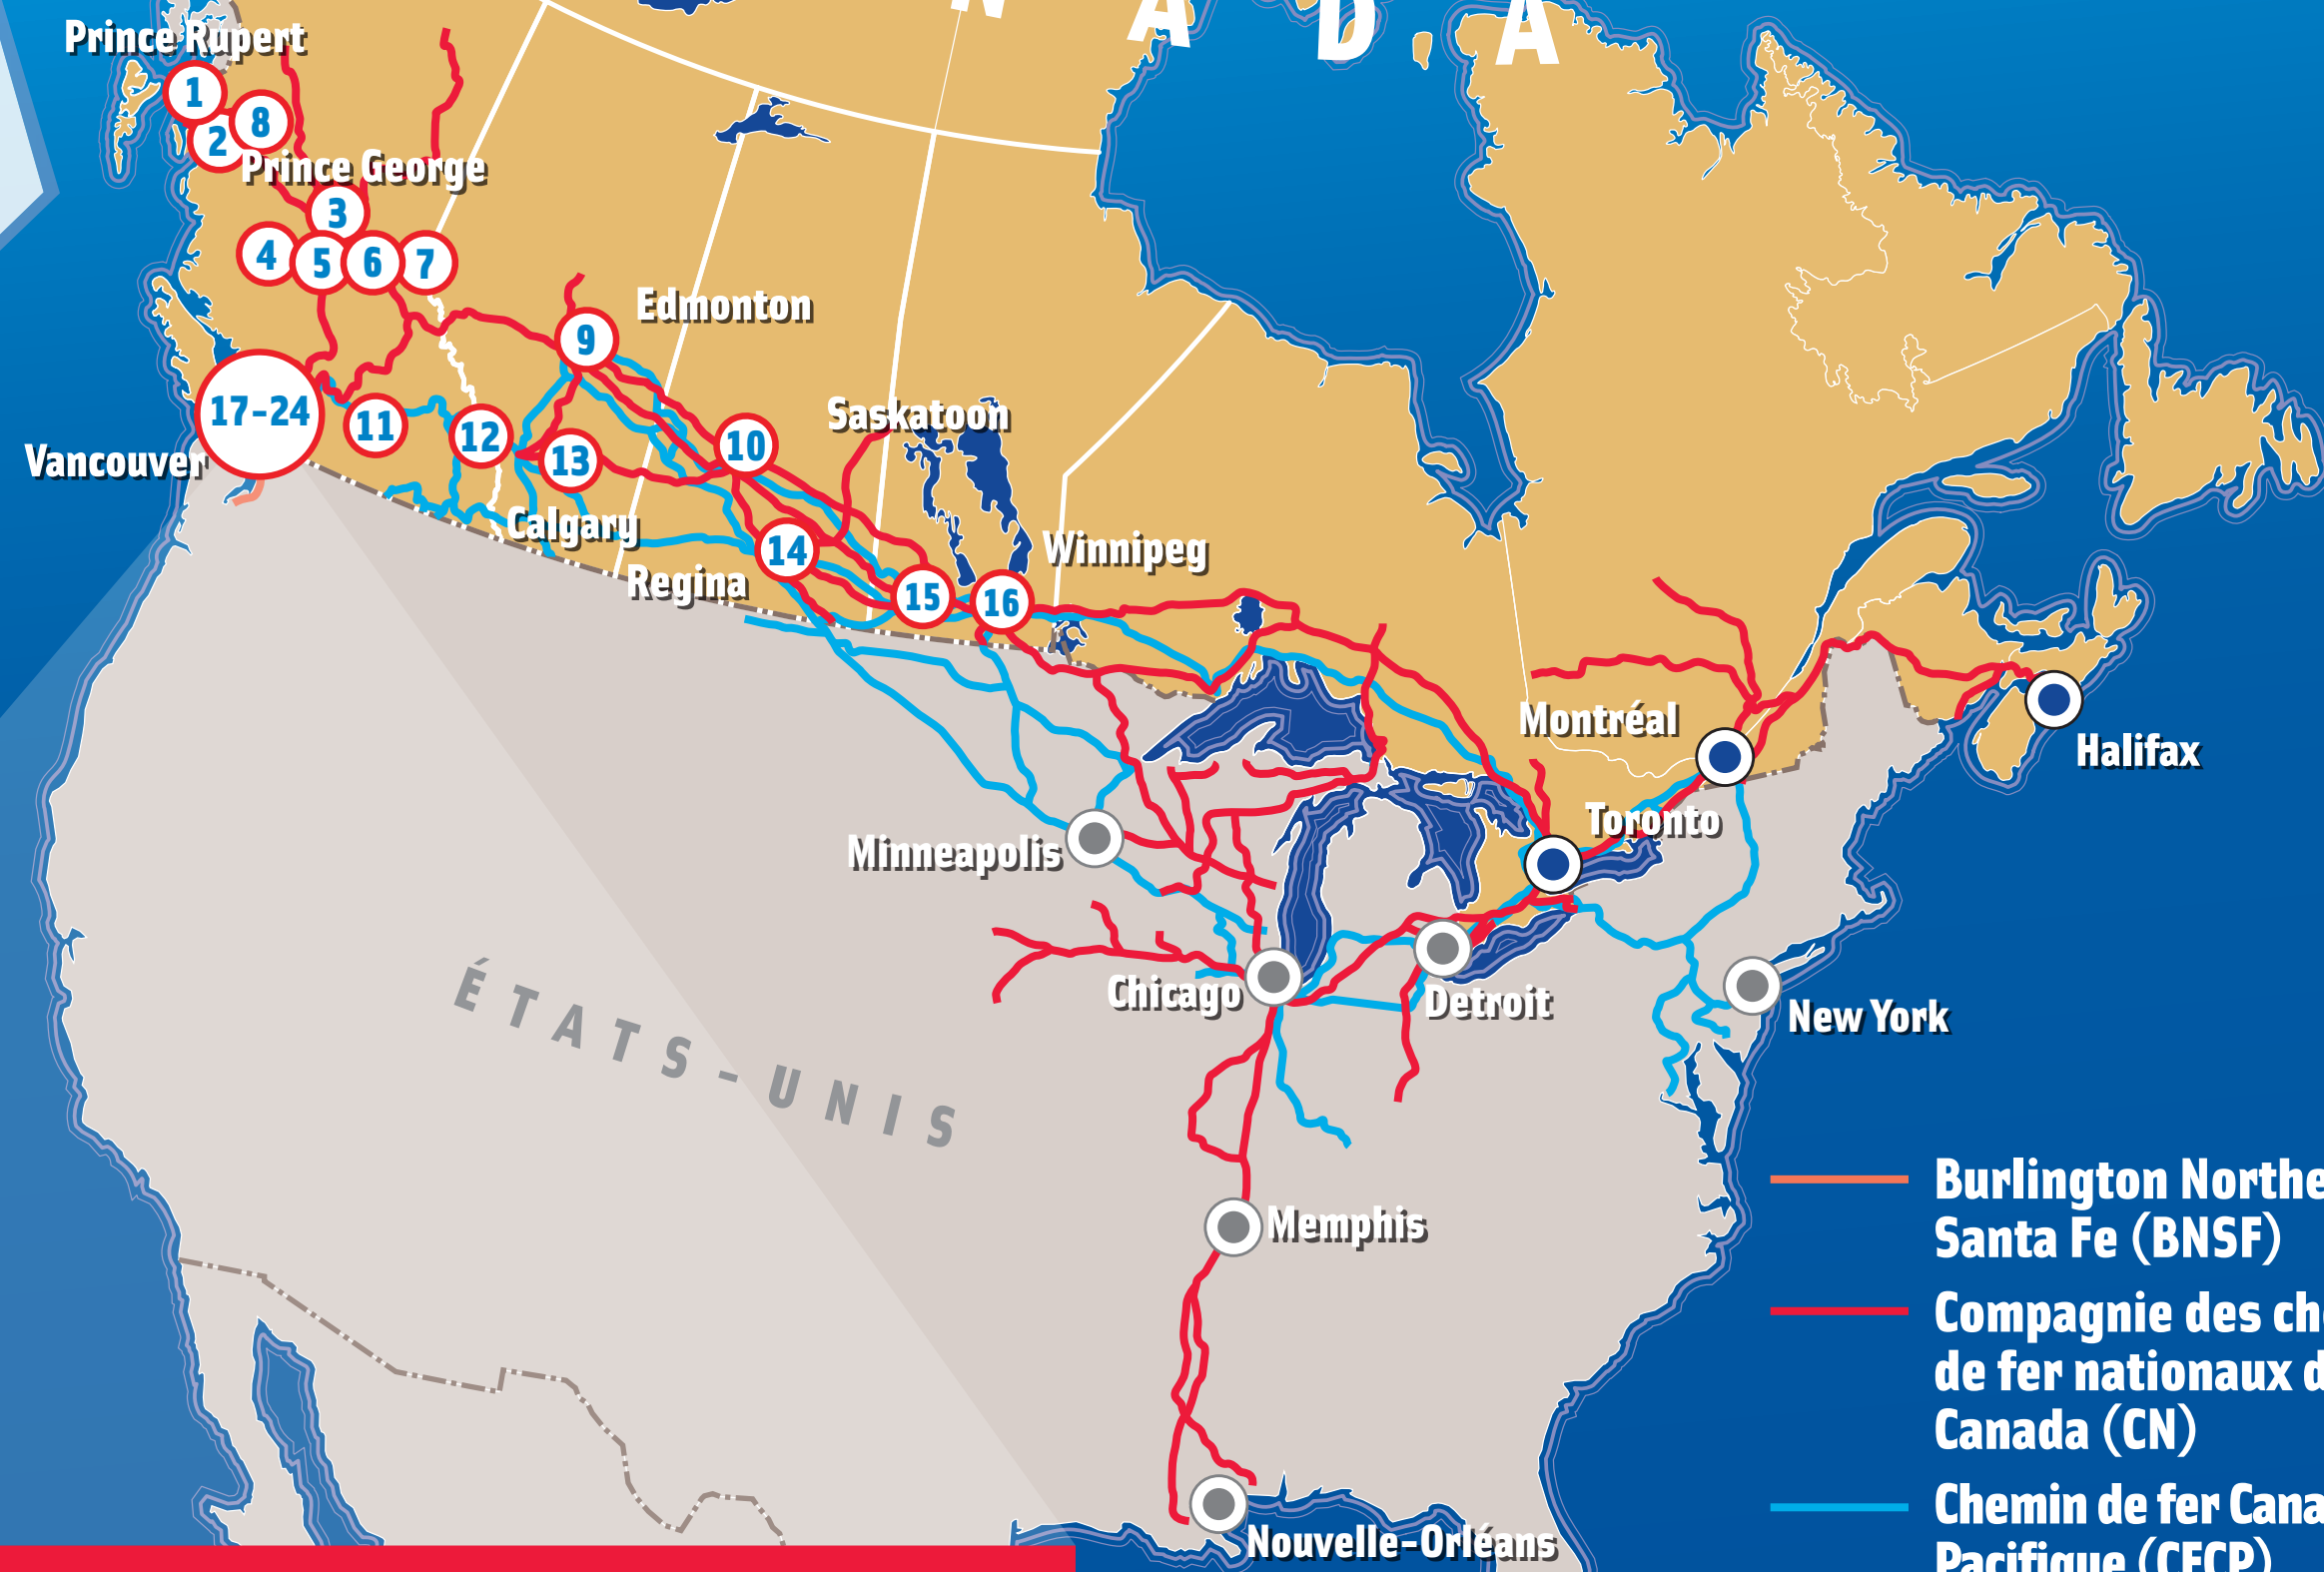 N A D A
Prince Rupert
1
8
2
Prince George
3
4
5
6
7
Edmonton
9
17-24
11
12
13
10
Saskatoon
Vancouver
Calgary
14
Regina
15
16
Winnipeg
Montréal
Halifax
Toronto
Minneapolis
Chicago
Detroit
New York
ÉTATS-UNIS
Memphis
Nouvelle-Orléans
Burlington Northe
Santa Fe (BNSF)
Compagnie des ch
de fer nationaux d
Canada (CN)
Chemin de fer Cana
Pacifique (CFCP)